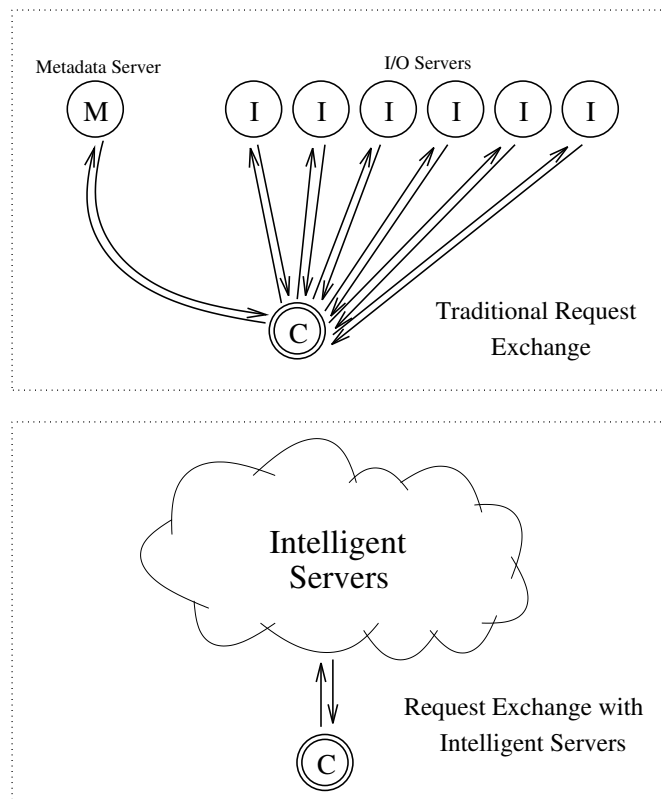 Metadata Server
I/O Servers
M
I I I I I I
C
Traditional Request
Exchange
Intelligent
Servers
Request Exchange with
Intelligent Servers
C